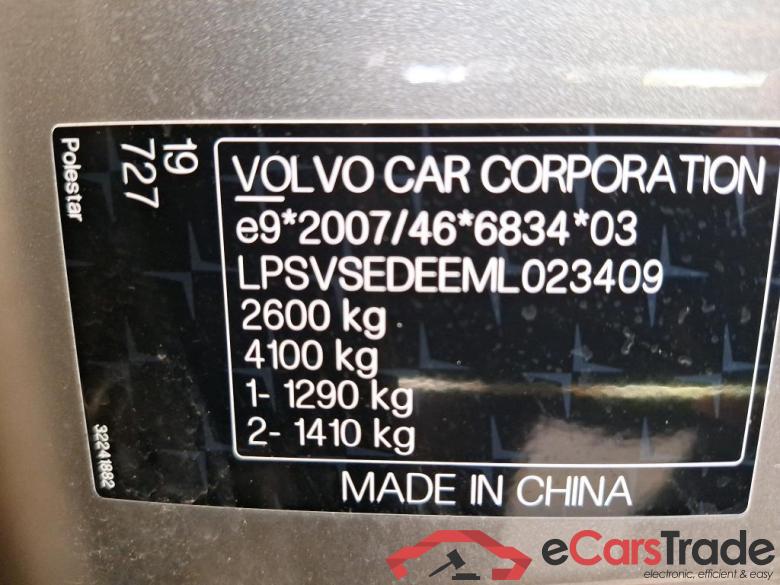 VOLVO CAR CORPORATION
e9*2007/46*6834*03
LPSVSEDEEML023409
2600 kg
4100 kg
1- 1290 kg
2- 1410 kg
MADE IN CHINA
19
727
Polestar
32241882
eCarsTrade
electronic, efficient & easy